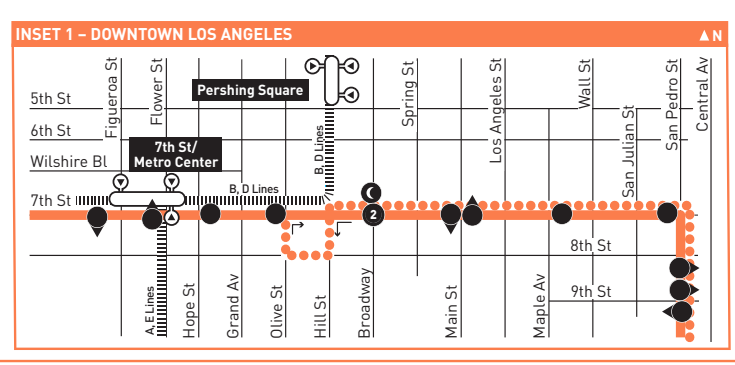 INSET 1 – DOWNTOWN LOS ANGELES
N
Figueroa St
Flower St
Pershing Square
Spring St
Los Angeles St
Wall St
San Julian St
San Pedro St
Central Av
5th St
6th St
7th St/
Metro Center
Wilshire Bl
B, D Lines
B, D Lines
7th St
2
8th St
9th St
A, E Lines
Hope St
Grand Av
Olive St
Hill St
Broadway
Main St
Maple Av